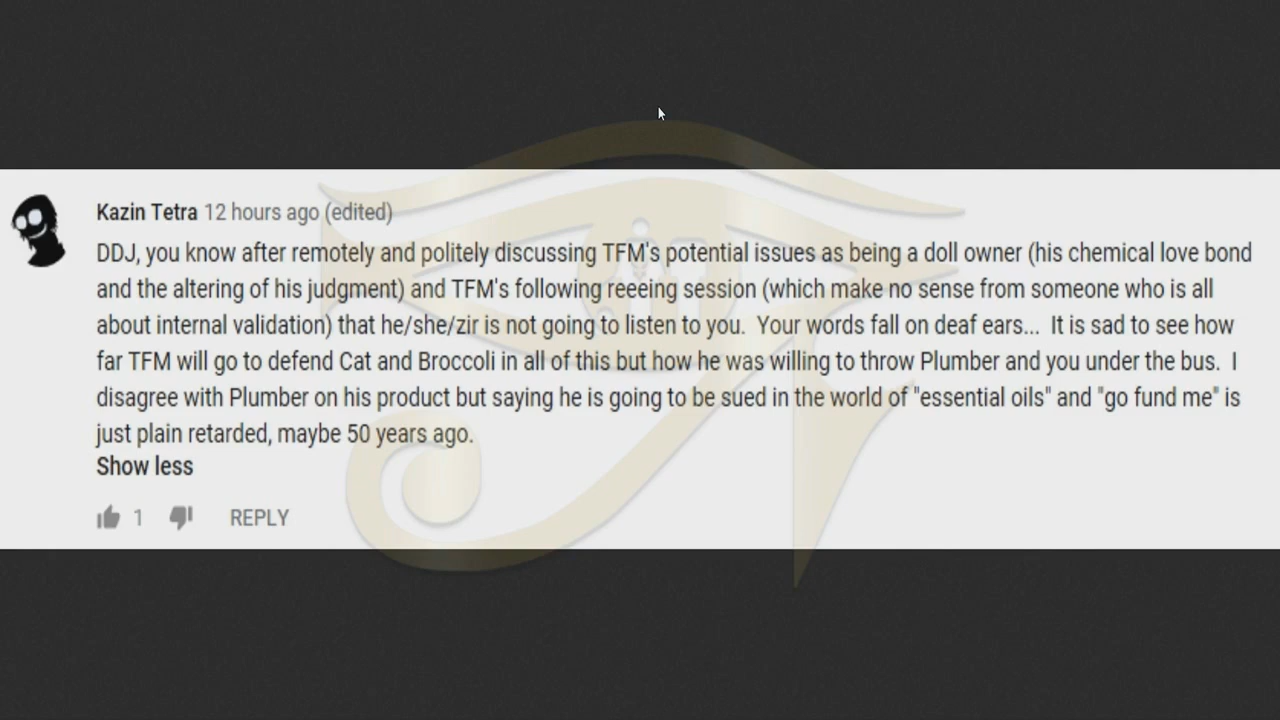 Kazin Tetra 12 hours ago (edited)
DDJ, you know after remotely and politely discussing TFM's potential issues as being a doll owner (his chemical love bond
and the altering of his judgment) and TFM's following reeeing session (which make no sense from someone who is all
about internal validation) that he/she/zir is not going to listen to you.  Your words fall on deaf ears...  It is sad to see how
far TFM will go to defend Cat and Broccoli in all of this but how he was willing to throw Plumber and you under the bus.  I
disagree with Plumber on his product but saying he is going to be sued in the world of "essential oils" and "go fund me" is
just plain retarded, maybe 50 years ago.
Show less
1 REPLY